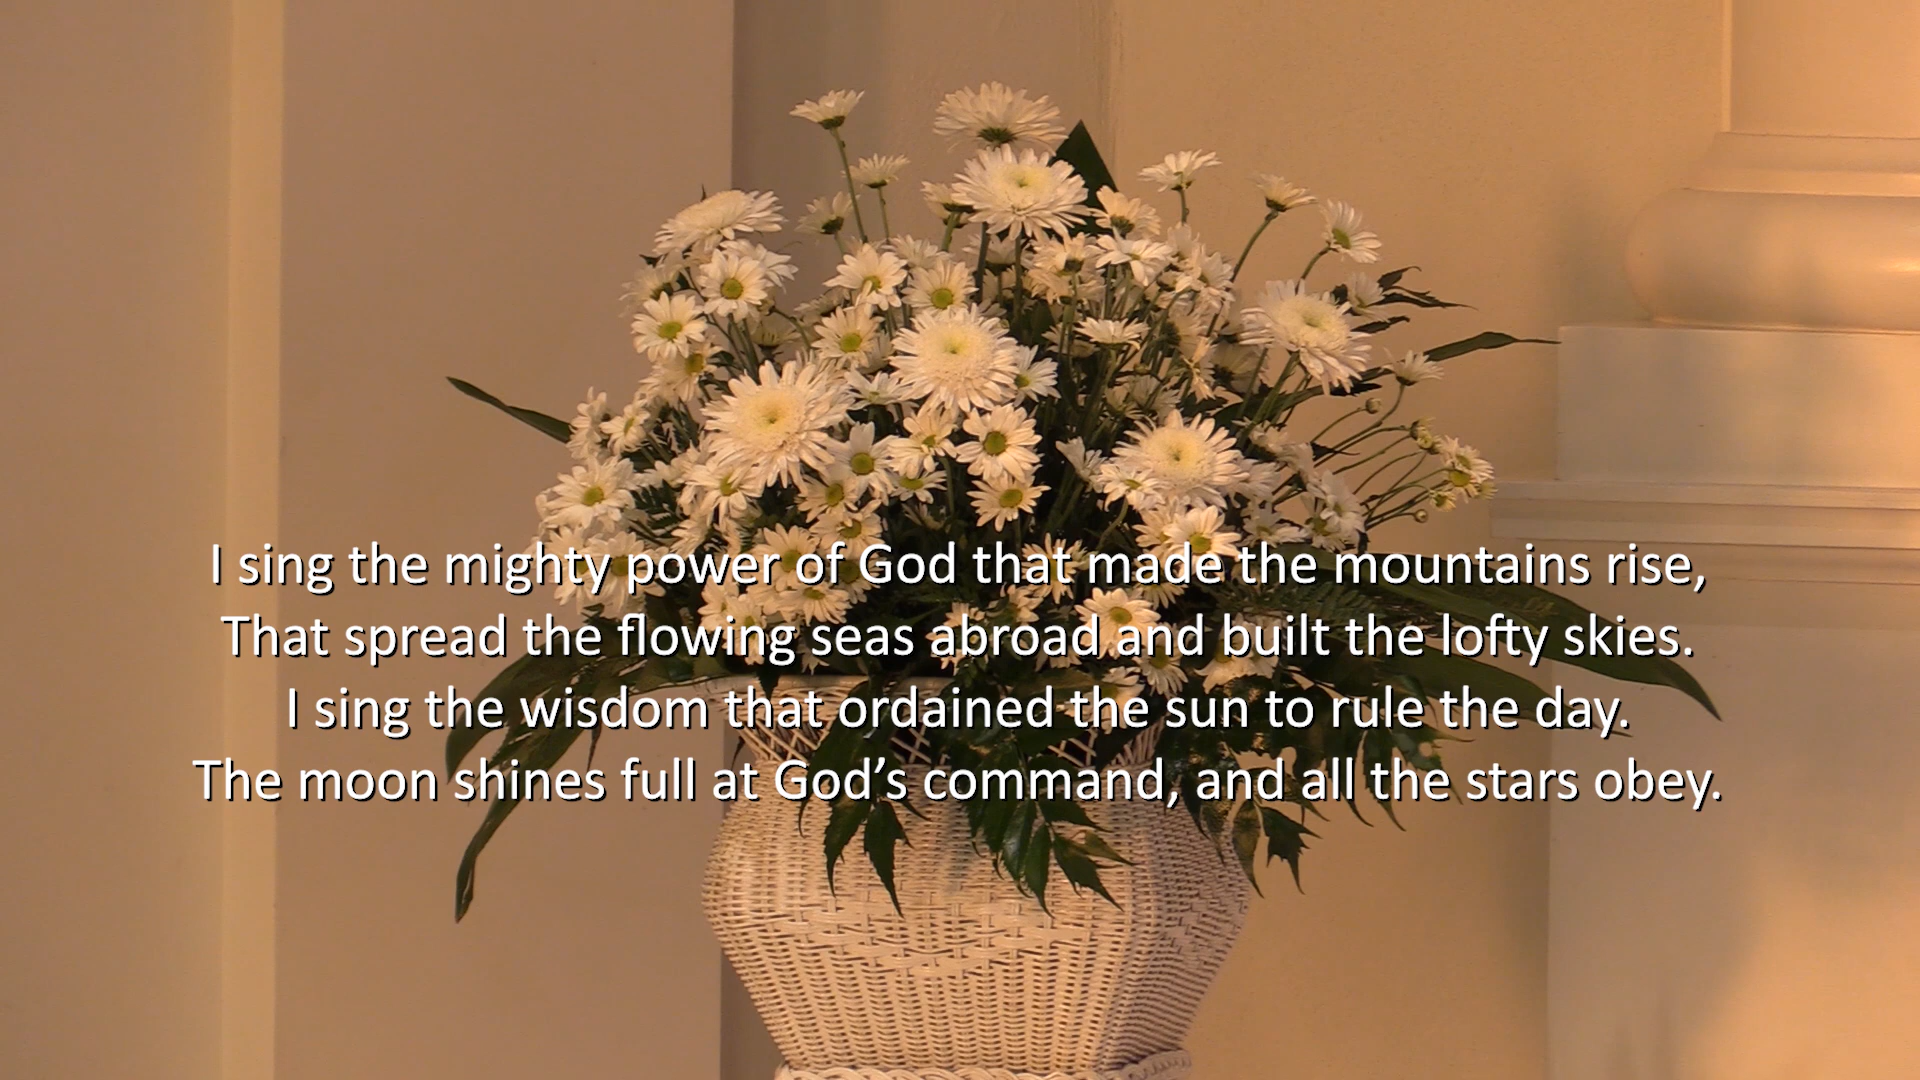 I sing the mighty power of God that made the mountains rise,
That spread the flowing seas abroad and built the lofty skies.
I sing the wisdom that ordained the sun to rule the day.
The moon shines full at God’s command, and all the stars obey.